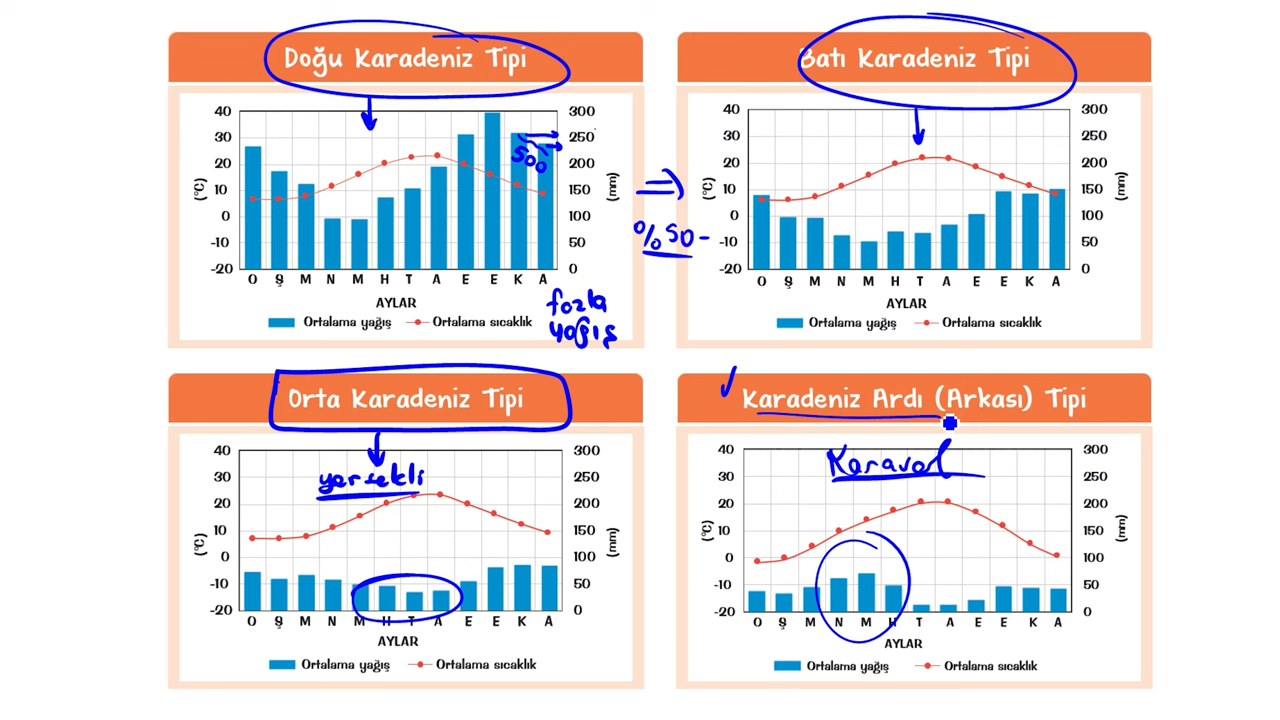 Doğu Karadeniz Tipi
40
30
20
10
0
-10
-20
(°C)
300
250
200
150
100
50
0
(mm)
500
O Ş M N M H T A E E K A
AYLAR
Ortalama yağış Ortalama sıcaklık
fazla
yağış
%50-
Batı Karadeniz Tipi
40
30
20
10
0
-10
-20
(°C)
300
250
200
150
100
50
0
(mm)
O Ş M N M H T A E E K A
AYLAR
Ortalama yağış Ortalama sıcaklık
Orta Karadeniz Tipi
yersekli
40
30
20
10
0
-10
-20
(°C)
300
250
200
150
100
50
0
(mm)
O Ş M N M H T A E E K A
AYLAR
Ortalama yağış Ortalama sıcaklık
Karadeniz Ardı (Arkası) Tipi
Karasal
40
30
20
10
0
-10
-20
(°C)
300
250
200
150
100
50
0
(mm)
O Ş M N M H T A E E K A
AYLAR
Ortalama yağış Ortalama sıcaklık